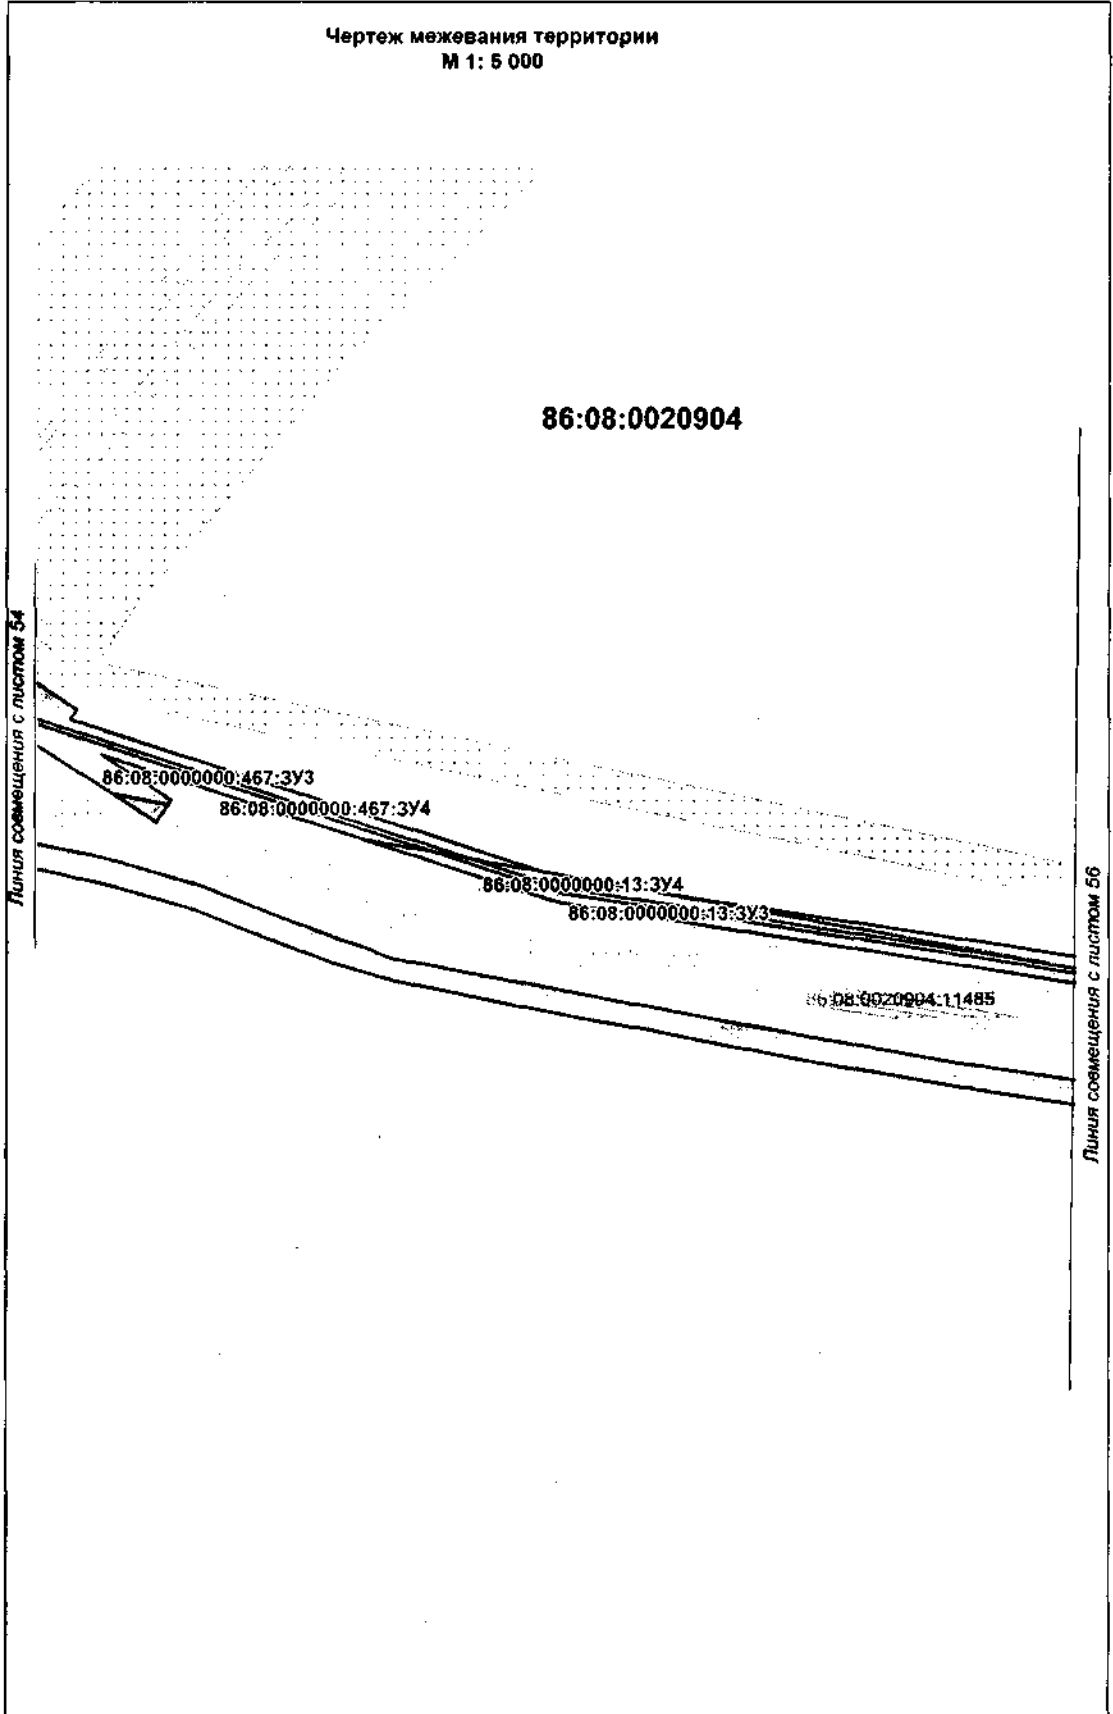 Чертеж межевания территории
М 1: 5 000
86:08:0020904
Линия совмещения с листом 54
86:08:0000000:467:ЗУ3
86:08:0000000:467:ЗУ4
86:08:0000000:13:ЗУ4
86:08:0000000:13:ЗУ3
86:08:0020904:11485
Линия совмещения с листом 56